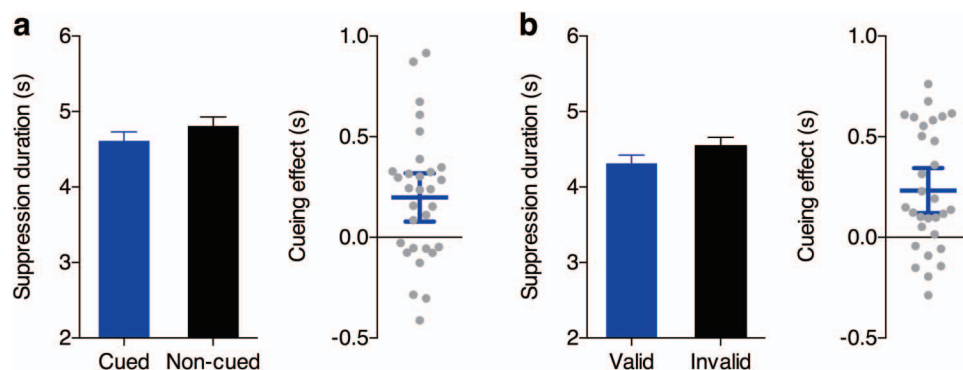 a
Suppression duration (s)
6
5
4
3
2
Cued Non-cued
Cueing effect (s)
1.0
0.5
0.0
-0.5
b
Suppression duration (s)
6
5
4
3
2
Valid Invalid
Cueing effect (s)
1.0
0.5
0.0
-0.5